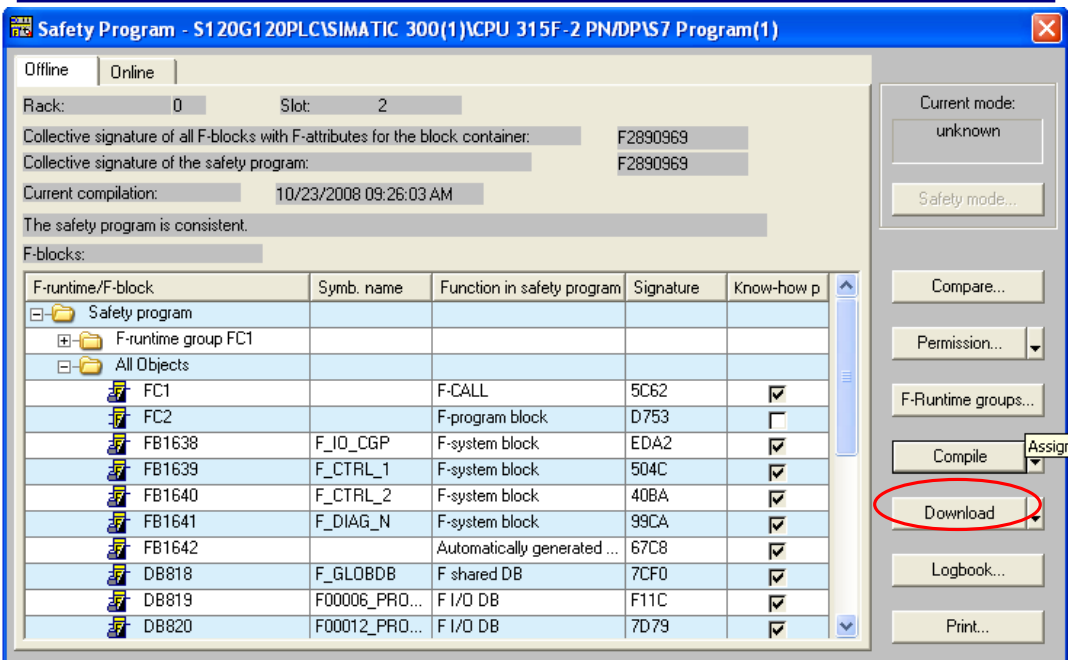 Safety Program - S120G120PLC\SIMATIC 300(1)\CPU 315F-2 PN/DP\S7 Program(1)
Offline Online
Rack: 0 Slot: 2
Collective signature of all F-blocks with F-attributes for the block container: F2890969
Collective signature of the safety program: F2890969
Current compilation: 10/23/2008 09:26:03 AM
The safety program is consistent.
F-blocks:
F-runtime/F-block Symb. name Function in safety program Signature Know-how p
Safety program
F-runtime group FC1
All Objects
FC1 F-CALL 5C62
FC2 F-program block D753
FB1638 F_IO_CGP F-system block EDA2
FB1639 F_CTRL_1 F-system block 504C
FB1640 F_CTRL_2 F-system block 40BA
FB1641 F_DIAG_N F-system block 99CA
FB1642 Automatically generated ... 67C8
DB818 F_GLOBDB F shared DB 7CF0
DB819 F00006_PRO... F I/O DB F11C
DB820 F00012_PRO... F I/O DB 7D79
Current mode:
unknown
Safety mode...
Compare...
Permission...
F-Runtime groups...
Compile
Assign
Download
Logbook...
Print...